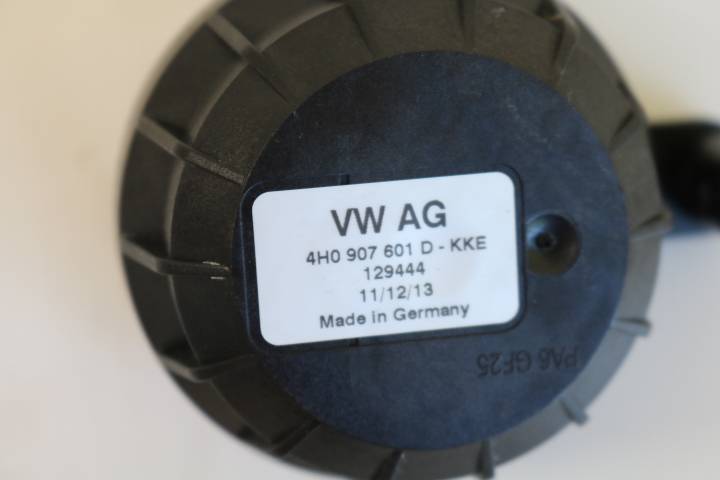 VW AG
4H0 907 601 D - KKE
129444
11/12/13
Made in Germany
PA6 GF25